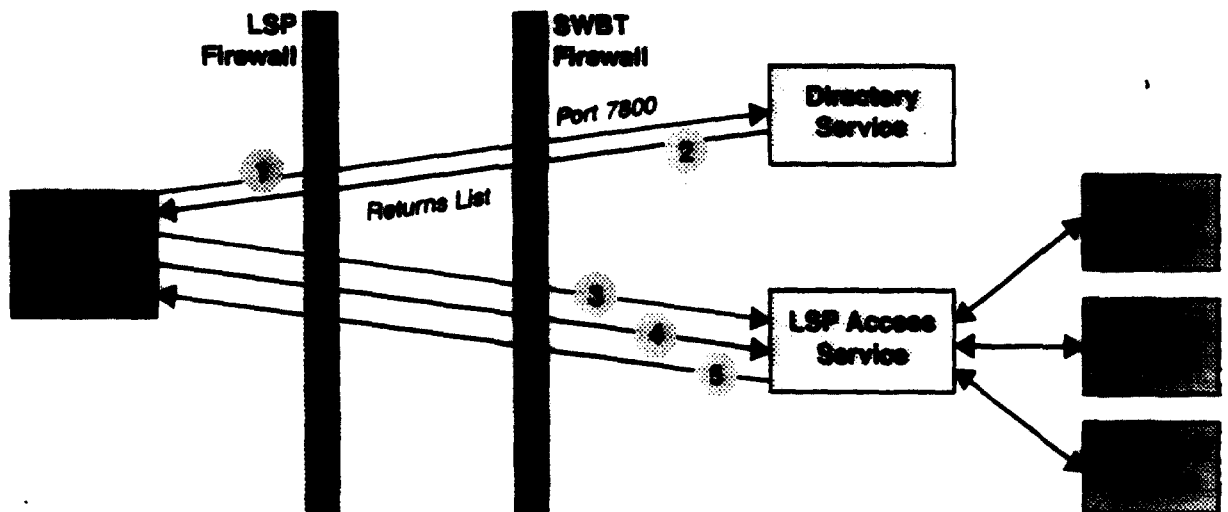 LSP
Firewall
SWBT
Firewall
Port 7800
Directory
Service
1
2
Returns List
3
4
5
LSP Access
Service